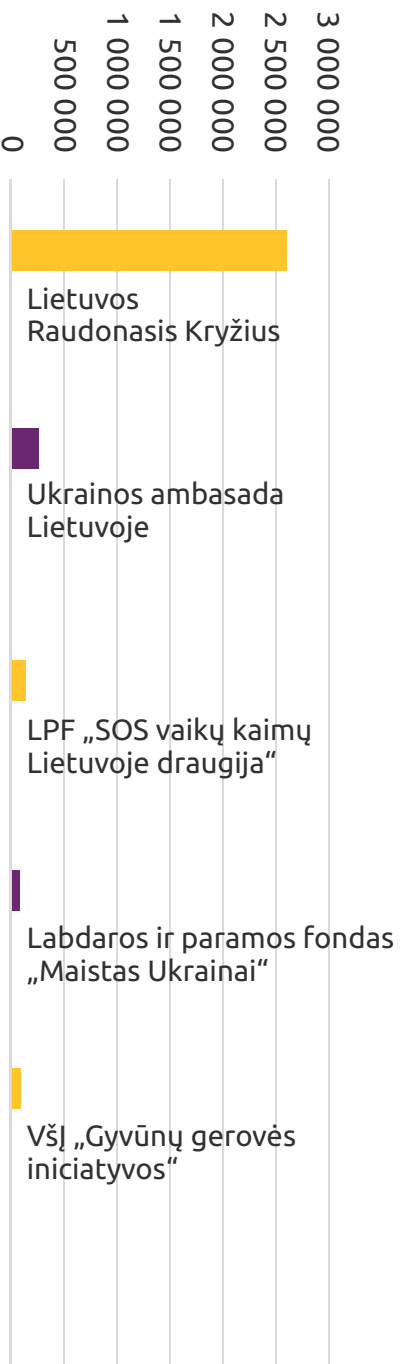 0
500 000
1 000 000
1 500 000
2 000 000
2 500 000
3 000 000
Lietuvos
Raudonasis Kryžius
Ukrainos ambasada
Lietuvoje
LPF „SOS vaikų kaimų
Lietuvoje draugija“
Labdaros ir paramos fondas
„Maistas Ukrainai“
VšĮ „Gyvūnų gerovės
iniciatyvos“